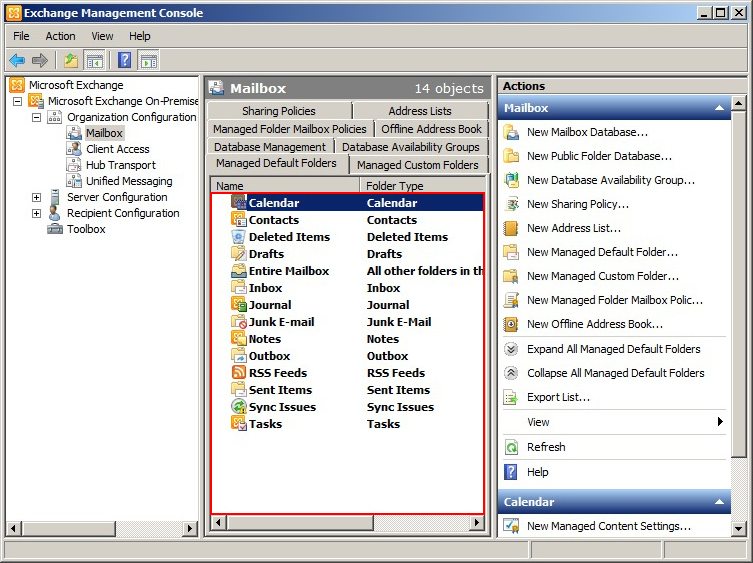 Exchange Management Console
File Action View Help
Microsoft Exchange
Microsoft Exchange On-Premise
Organization Configuration
Mailbox
Client Access
Hub Transport
Unified Messaging
Server Configuration
Recipient Configuration
Toolbox
Mailbox 14 objects
Sharing Policies Address Lists
Managed Folder Mailbox Policies Offline Address Book
Database Management Database Availability Groups
Managed Default Folders Managed Custom Folders
Name Folder Type
Calendar Calendar
Contacts Contacts
Deleted Items Deleted Items
Drafts Drafts
Entire Mailbox All other folders in th
Inbox Inbox
Journal Journal
Junk E-mail Junk E-Mail
Notes Notes
Outbox Outbox
RSS Feeds RSS Feeds
Sent Items Sent Items
Sync Issues Sync Issues
Tasks Tasks
Actions
Mailbox
New Mailbox Database...
New Public Folder Database...
New Database Availability Group...
New Sharing Policy...
New Address List...
New Managed Default Folder...
New Managed Custom Folder...
New Managed Folder Mailbox Polic...
New Offline Address Book...
Expand All Managed Default Folders
Collapse All Managed Default Folders
Export List...
View
Refresh
Help
Calendar
New Managed Content Settings...